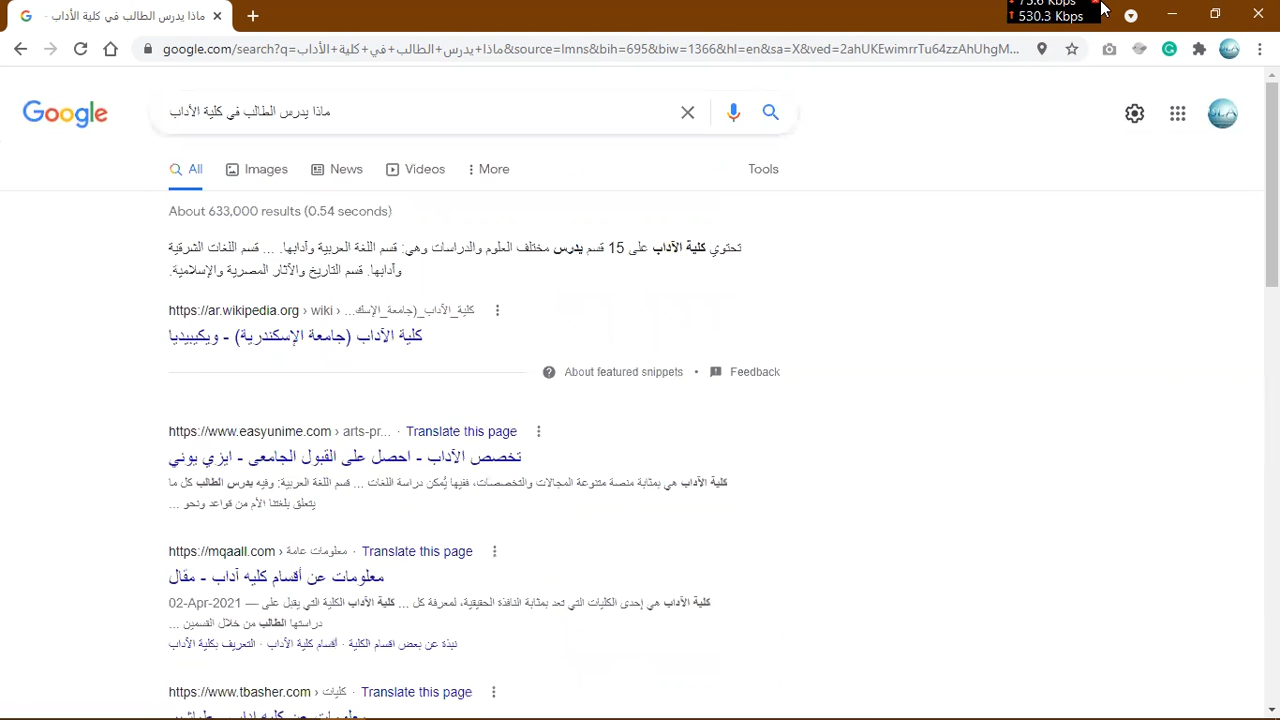 ماذا يدرس الطالب في كلية الأداب - 
530.3 Kbps
google.com/search?q=ماذا+يدرس+الطالب+في+كلية+الأداب&source=lmns&bih=695&biw=1366&hl=en&sa=X&ved=2ahUKEwimrrTu64zzAhUhgM...
Google
ماذا يدرس الطالب في كلية الأداب
All Images News Videos More Tools
About 633,000 results (0.54 seconds)
تحتوي كلية الآداب على 15 قسم يدرس مختلف العلوم والدراسات وهي: قسم اللغة العربية وآدابها. ... قسم اللغات الشرقية
وآدابها. قسم التاريخ والآثار المصرية والإسلامية.
https://ar.wikipedia.org › wiki › كلية_الآداب_(جامعة_الإسك...
كلية الآداب (جامعة الإسكندرية) - ويكيبيديا
About featured snippets • Feedback
https://www.easyunime.com › arts-pr... · Translate this page
تخصص الآداب - احصل على القبول الجامعى - ايزي يوني
كلية الآداب هي بمثابة منصة متنوعة المجالات والتخصصات، ففيها يُمكن دراسة اللغات ... قسم اللغة العربية: وفيه يدرس الطالب كل ما
يتعلق بلغتنا الأم من قواعد ونحو ...
https://mqaall.com › معلومات عامة · Translate this page
معلومات عن أقسام كليه آداب - مقال
02-Apr-2021 — كلية الآداب هي إحدى الكليات التي تعد بمثابة النافذة الحقيقية، لمعرفة كل ... كلية الآداب الكلية التي يقبل على
دراستها الطالب من خلال القسمين ...
نبذة عن بعض اقسام الكلية · أقسام كلية الأداب · التعريف بكلية الأداب
https://www.tbasher.com › كليات · Translate this page